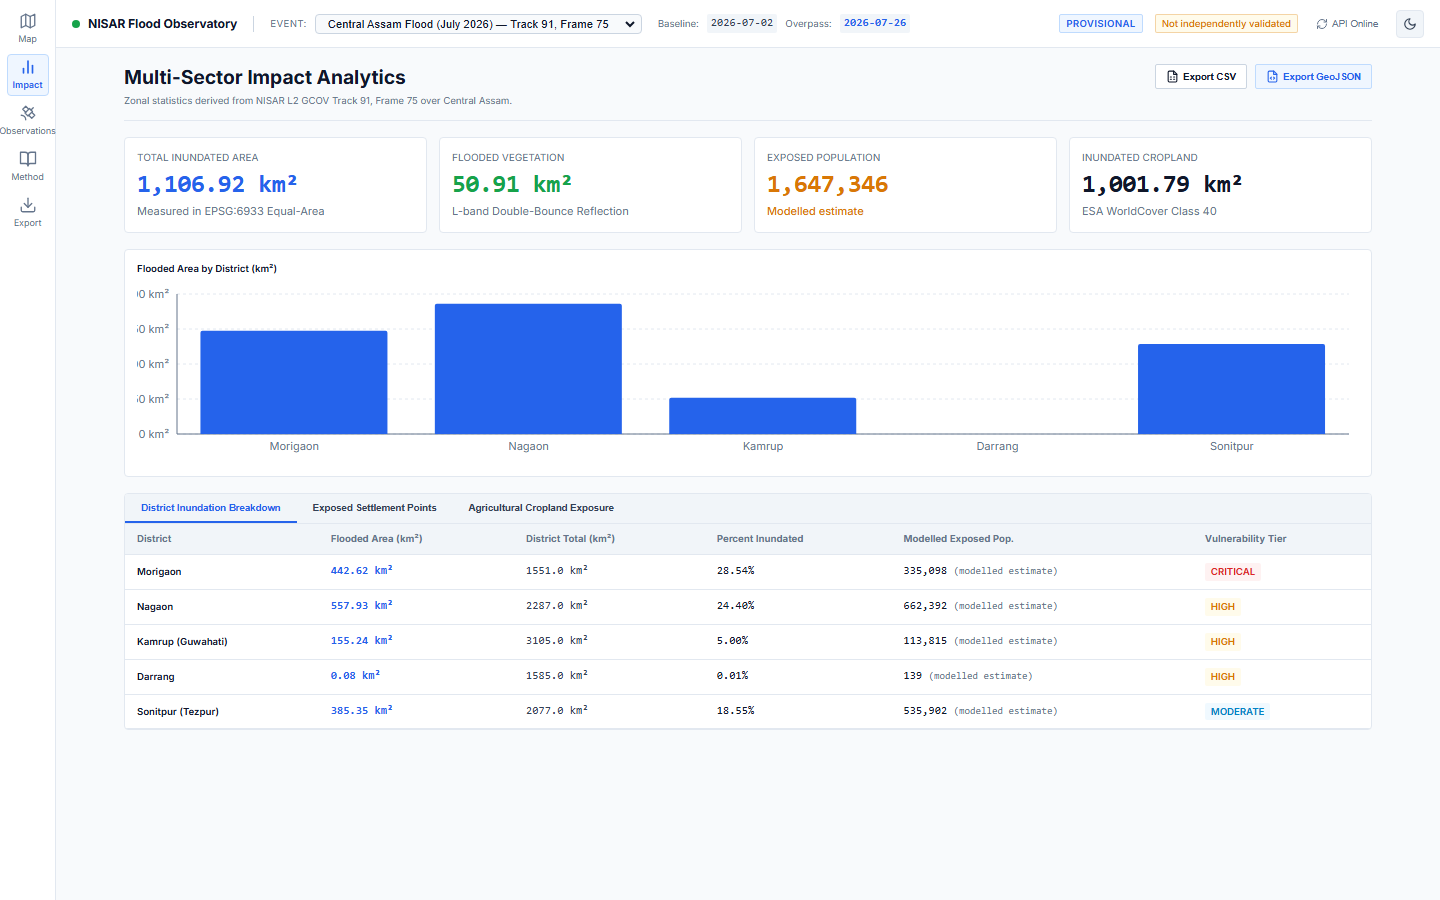 NISAR Flood Observatory
EVENT: Central Assam Flood (July 2026) — Track 91, Frame 75
Baseline: 2026-07-02 Overpass: 2026-07-26
PROVISIONAL
Not independently validated
API Online
Map
Impact
Observations
Method
Export
Multi-Sector Impact Analytics
Zonal statistics derived from NISAR L2 GCOV Track 91, Frame 75 over Central Assam.
Export CSV
Export GeoJSON
TOTAL INUNDATED AREA
1,106.92 km²
Measured in EPSG:6933 Equal-Area
FLOODED VEGETATION
50.91 km²
L-band Double-Bounce Reflection
EXPOSED POPULATION
1,647,346
Modelled estimate
INUNDATED CROPLAND
1,001.79 km²
ESA WorldCover Class 40
Flooded Area by District (km²)
0 km²
50 km²
0 km²
50 km²
0 km²
Morigaon Nagaon Kamrup Darrang Sonitpur
District Inundation Breakdown Exposed Settlement Points Agricultural Cropland Exposure
District Flooded Area (km²) District Total (km²) Percent Inundated Modelled Exposed Pop. Vulnerability Tier
Morigaon 442.62 km² 1551.0 km² 28.54% 335,098 (modelled estimate) CRITICAL
Nagaon 557.93 km² 2287.0 km² 24.40% 662,392 (modelled estimate) HIGH
Kamrup (Guwahati) 155.24 km² 3105.0 km² 5.00% 113,815 (modelled estimate) HIGH
Darrang 0.08 km² 1585.0 km² 0.01% 139 (modelled estimate) HIGH
Sonitpur (Tezpur) 385.35 km² 2077.0 km² 18.55% 535,902 (modelled estimate) MODERATE